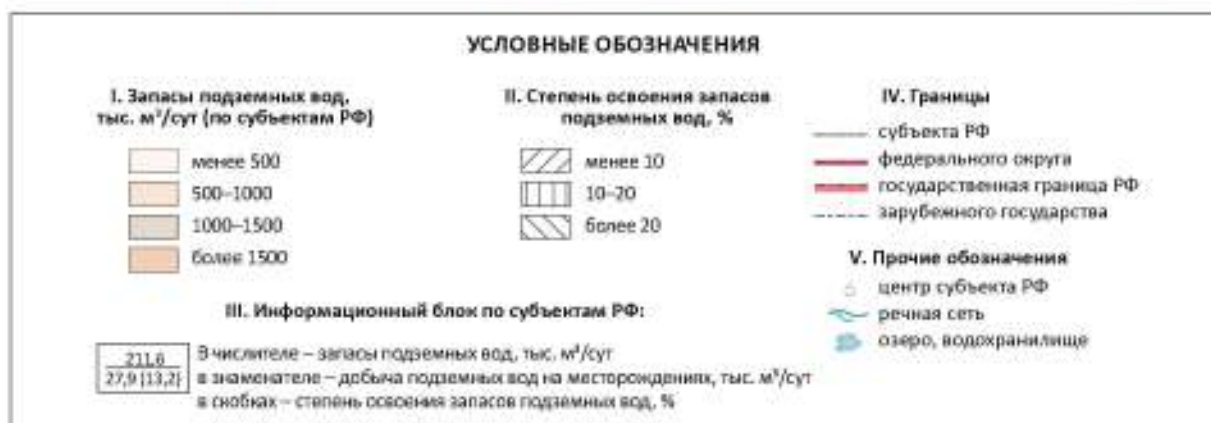 УСЛОВНЫЕ ОБОЗНАЧЕНИЯ
I. Запасы подземных вод,
тыс. м³/сут (по субъектам РФ)
менее 500
500–1000
1000–1500
более 1500
II. Степень освоения запасов
подземных вод, %
менее 10
10–20
более 20
III. Информационный блок по субъектам РФ:
211,6
27,9 (13,2)
В числителе – запасы подземных вод, тыс. м³/сут
в знаменателе – добыча подземных вод на месторождениях, тыс. м³/сут
в скобках – степень освоения запасов подземных вод, %
IV. Границы
субъекта РФ
федерального округа
государственная граница РФ
зарубежного государства
V. Прочие обозначения
центр субъекта РФ
речная сеть
озеро, водохранилище